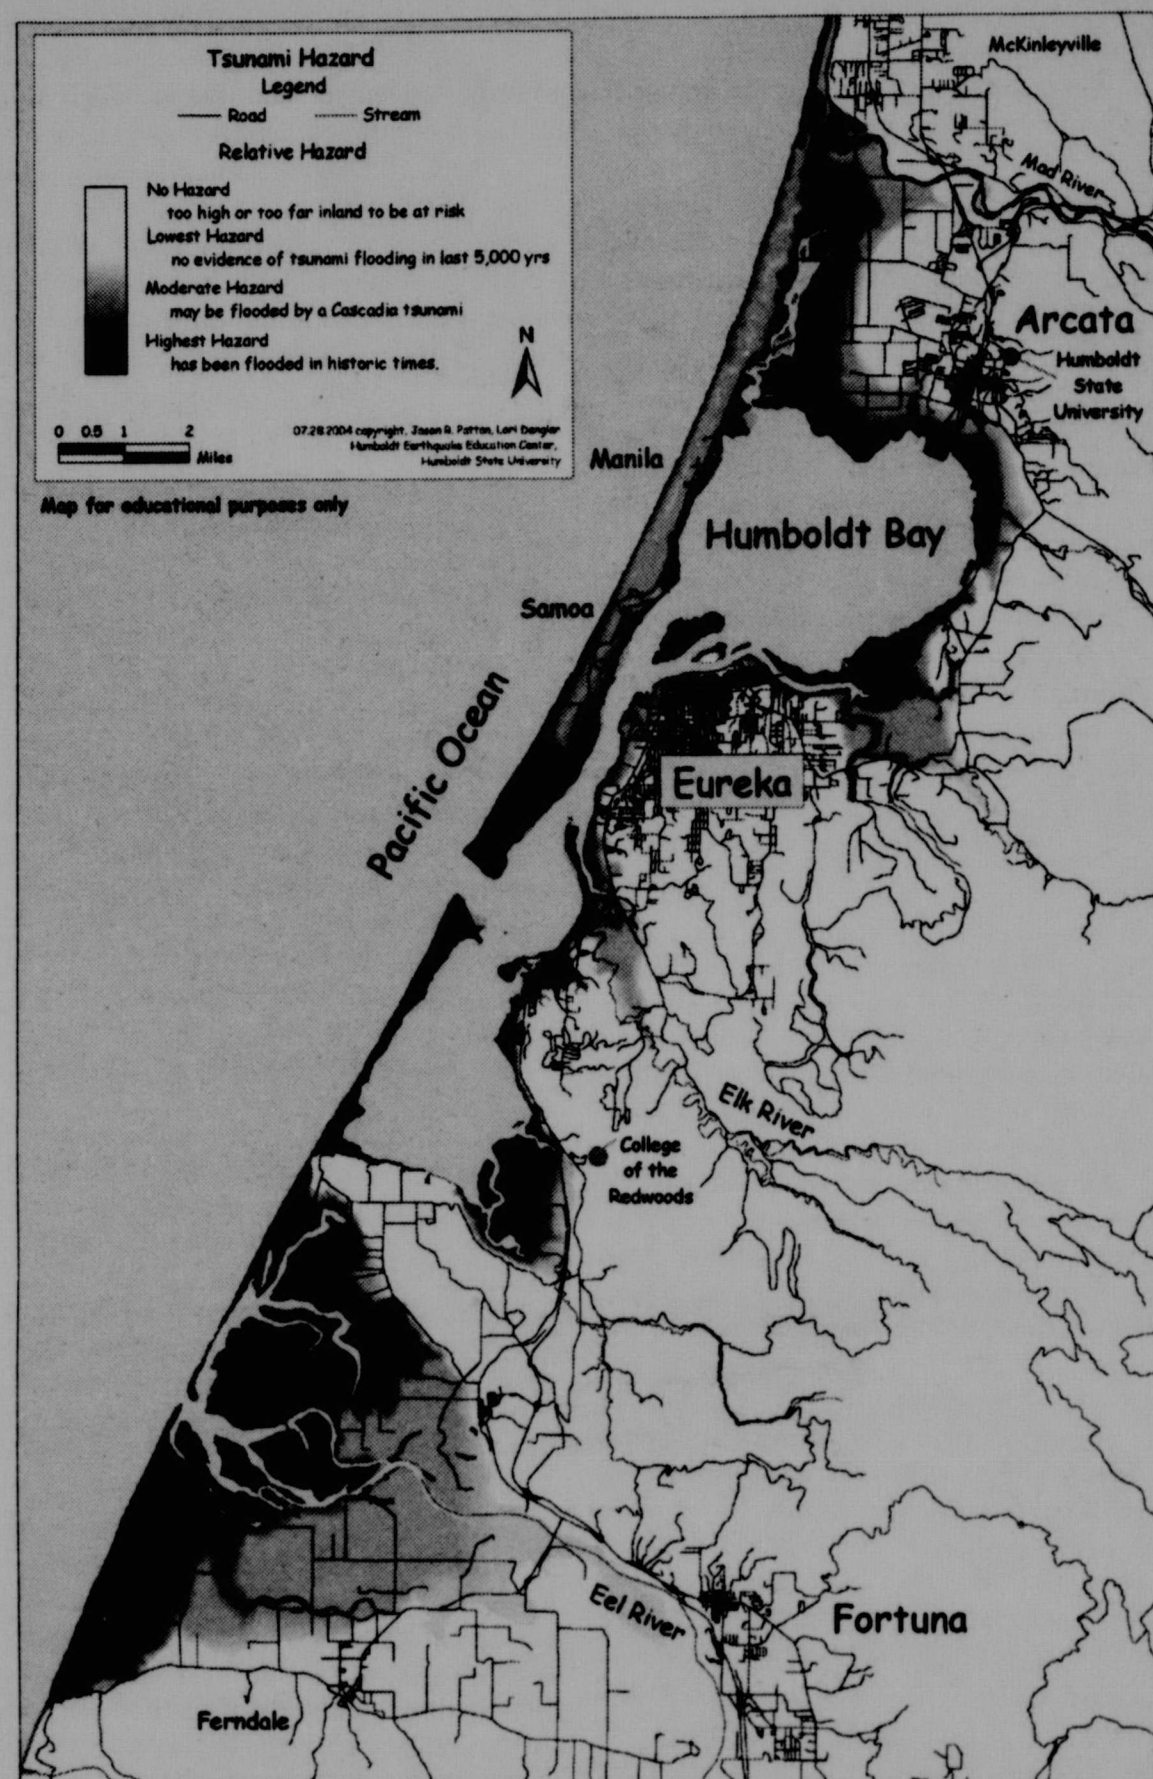 Tsunami Hazard
Legend
Road
Stream
Relative Hazard
No Hazard
too high or too far inland to be at risk
Lowest Hazard
no evidence of tsunami flooding in last 5,000 yrs
Moderate Hazard
may be flooded by a Cascadia tsunami
Highest Hazard
has been flooded in historic times.
N
0 0.5 1 2
Miles
07.28.2004 copyright, Jason R. Patton, Lori Dengler
Humboldt Earthquake Education Center,
Humboldt State University
Map for educational purposes only
McKinleyville
Mad River
Arcata
Humboldt
State
University
Manila
Humboldt Bay
Samoa
Pacific Ocean
Eureka
Elk River
College
of the
Redwoods
Eel River
Fortuna
Ferndale